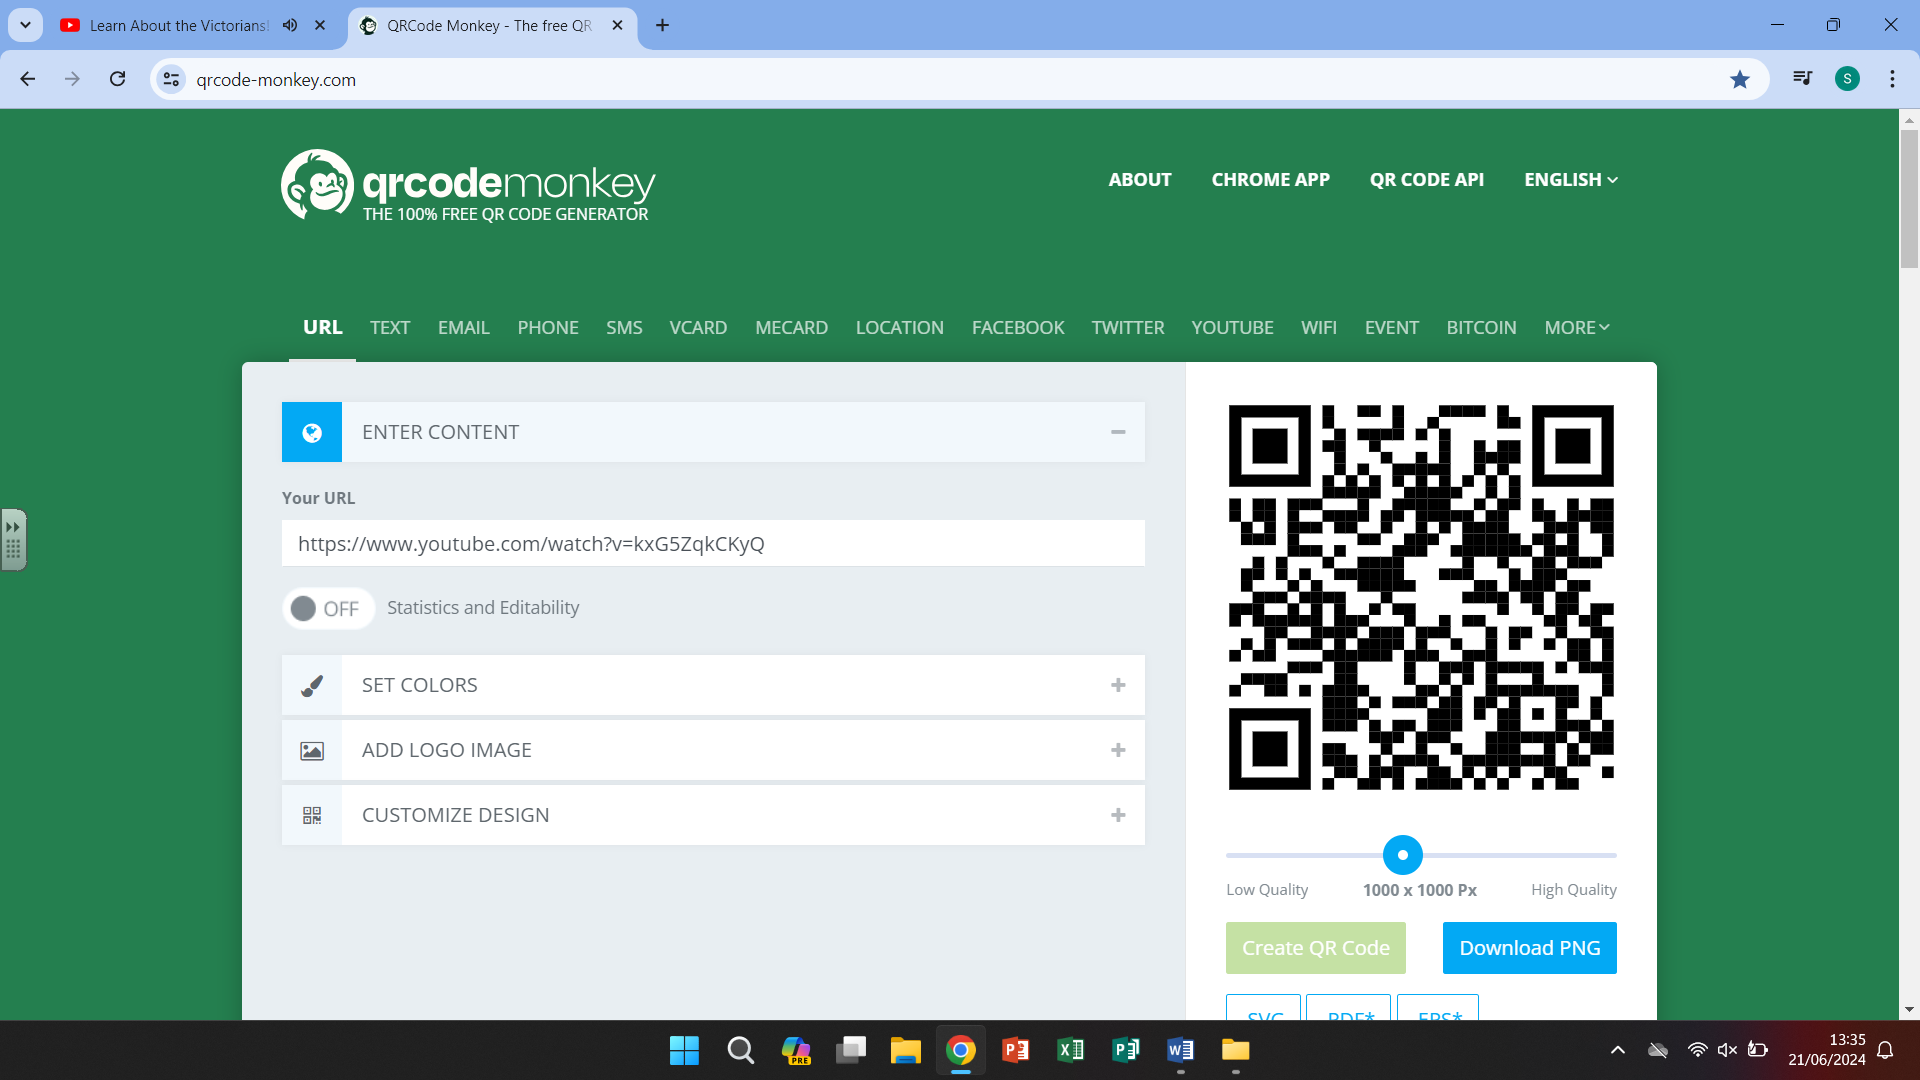 Learn About the Victorians!
QRCode Monkey - The free QR
qrcode-monkey.com
S
qrcodemonkey
THE 100% FREE QR CODE GENERATOR
ABOUT
CHROME APP
QR CODE API
ENGLISH
URL
TEXT
EMAIL
PHONE
SMS
VCARD
MECARD
LOCATION
FACEBOOK
TWITTER
YOUTUBE
WIFI
EVENT
BITCOIN
MORE
ENTER CONTENT
Your URL
https://www.youtube.com/watch?v=kxG5ZqkCKyQ
OFF
Statistics and Editability
SET COLORS
ADD LOGO IMAGE
CUSTOMIZE DESIGN
Low Quality
1000 x 1000 Px
High Quality
Create QR Code
Download PNG
SVG
PDF*
EPS*
PRE
13:35
21/06/2024